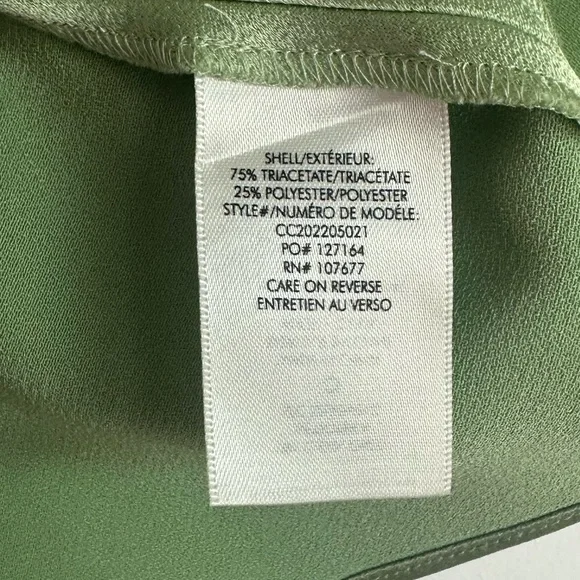 SHELL/EXTÉRIEUR:
75% TRIACETATE/TRIACÉTATE
25% POLYESTER/POLYESTER
STYLE#/NUMÉRO DE MODÉLE:
CC202205021
PO# 127164
RN# 107677
CARE ON REVERSE
ENTRETIEN AU VERSO